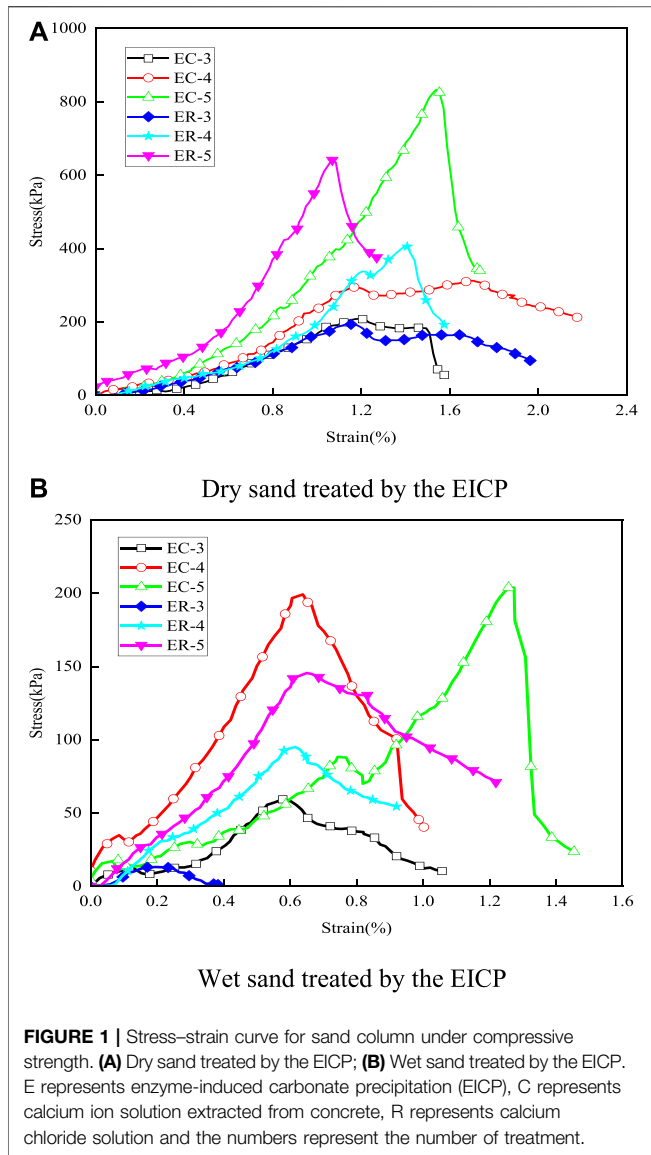 A
1000
800
600
400
200
0
Stress(kPa)
EC-3
EC-4
EC-5
ER-3
ER-4
ER-5
0.0 0.4 0.8 1.2 1.6 2.0 2.4
Strain(%)
Dry sand treated by the EICP
B
250
200
150
100
50
0
Stress(kPa)
EC-3
EC-4
EC-5
ER-3
ER-4
ER-5
0.0 0.2 0.4 0.6 0.8 1.0 1.2 1.4 1.6
Strain(%)
Wet sand treated by the EICP
FIGURE 1 | Stress–strain curve for sand column under compressive
strength. (A) Dry sand treated by the EICP; (B) Wet sand treated by the EICP.
E represents enzyme-induced carbonate precipitation (EICP), C represents
calcium ion solution extracted from concrete, R represents calcium
chloride solution and the numbers represent the number of treatment.